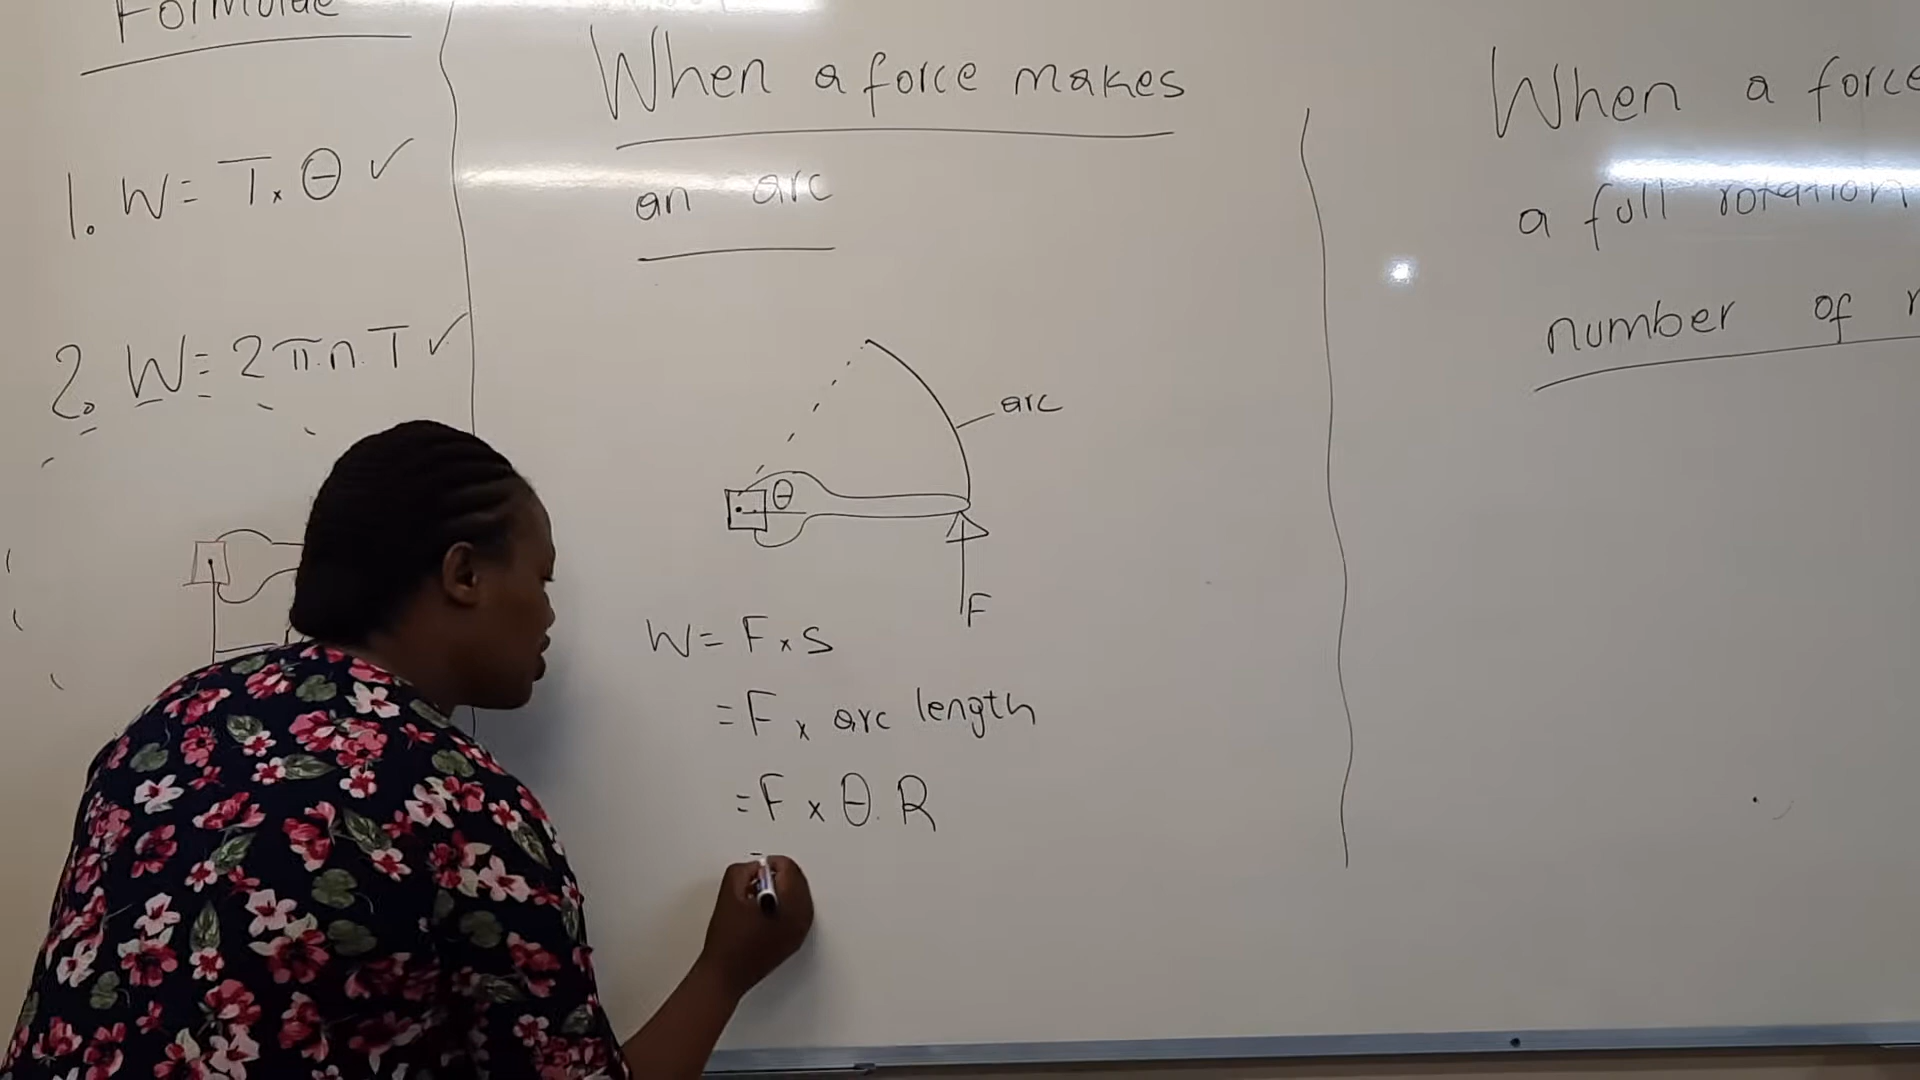 Formulae
1. W = T × θ ✓
2. W = 2π.n.T ✓
When a force makes
an arc
arc
θ
F
W = F × s
= F × arc length
= F × θ.R
=
When a force
a full rotation
number of